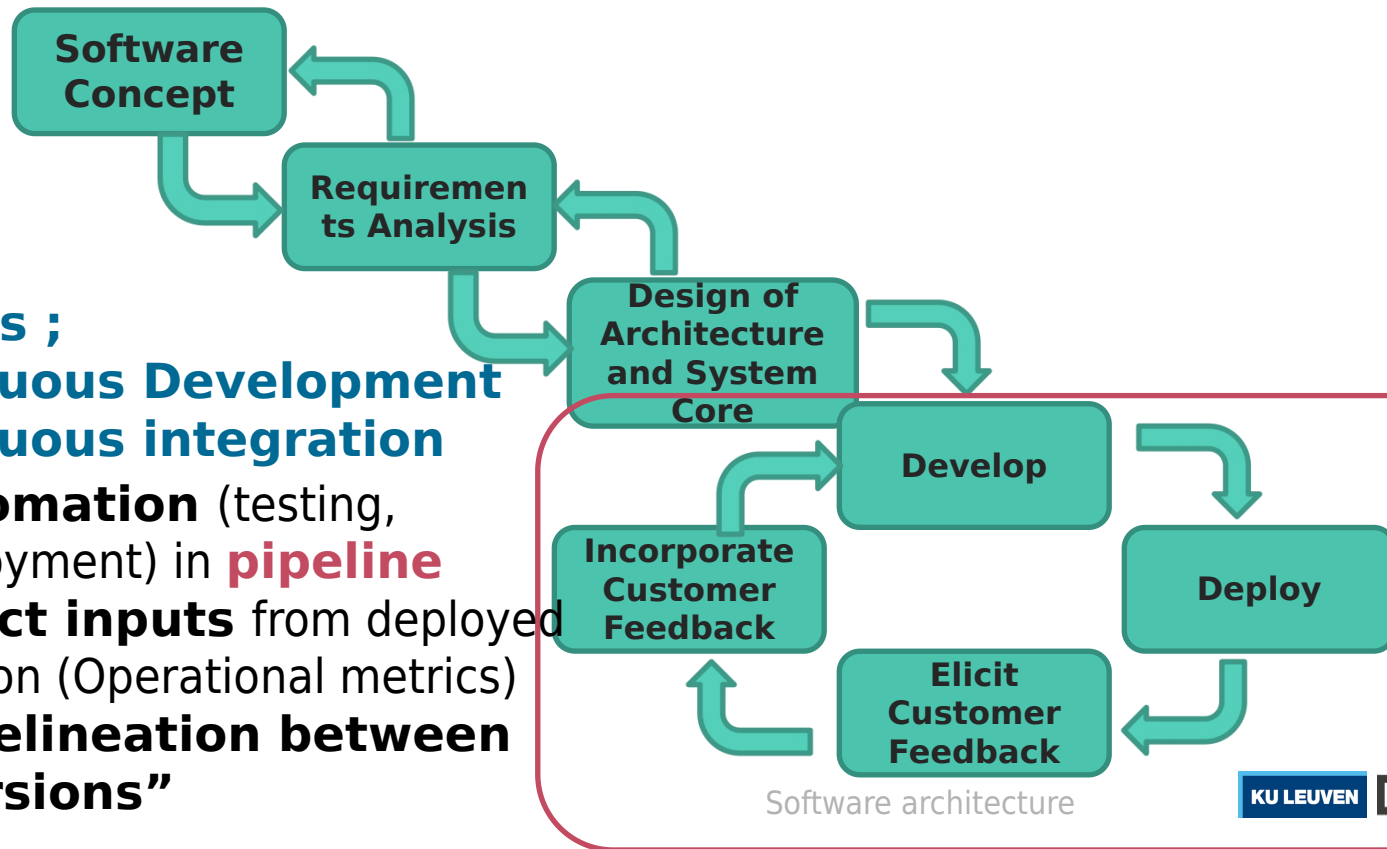 Software
Concept
Requiremen
ts Analysis
Design of
Architecture
and System
Core
s ;
uous Development
uous integration
omation (testing,
oyment) in pipeline
ct inputs from deployed
on (Operational metrics)
elineation between
rsions”
Develop
Deploy
Elicit
Customer
Feedback
Incorporate
Customer
Feedback
Software architecture
KU LEUVEN